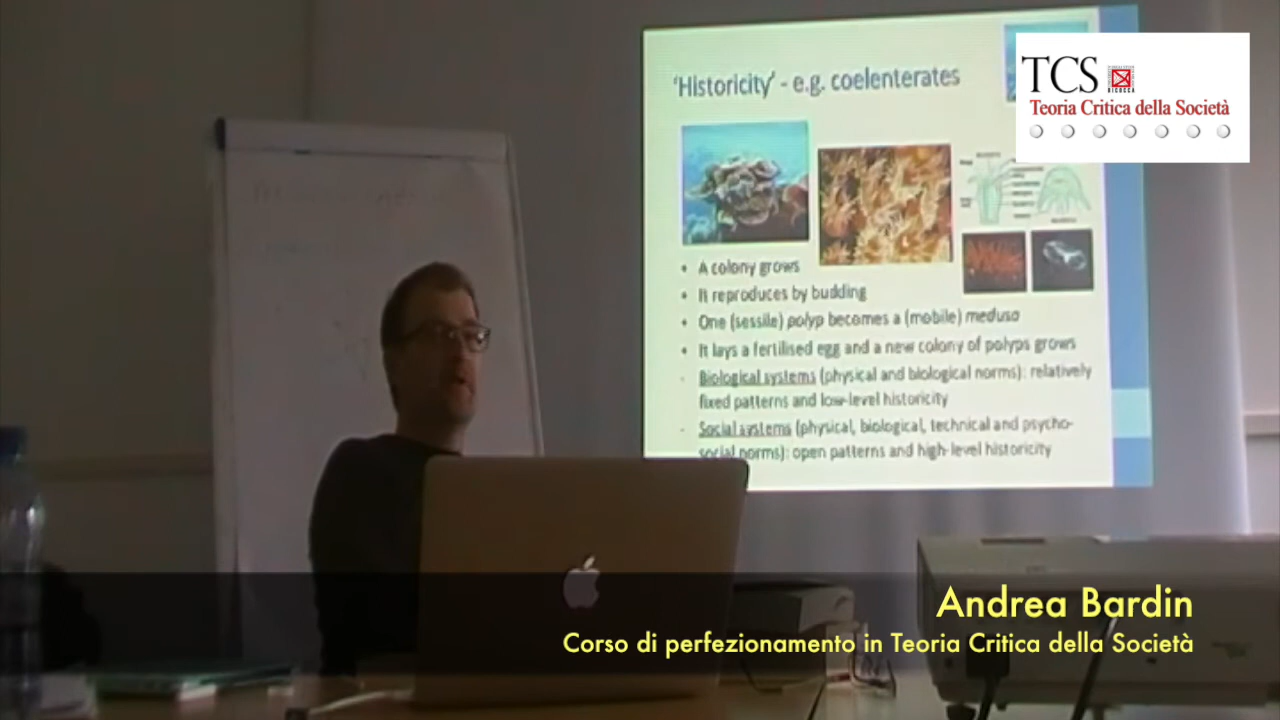 'Historicity' - e.g. coelenterates
TCS
BICOCCA
Teoria Critica della Società
• A colony grows
• It reproduces by budding
• One (sessile) polyp becomes a (mobile) medusa
• It lays a fertilised egg and a new colony of polyps grows
- Biological systems (physical and biological norms): relatively
fixed patterns and low-level historicity
- Social systems (physical, biological, technical and psycho-
social norms): open patterns and high-level historicity
Andrea Bardin
Corso di perfezionamento in Teoria Critica della Società